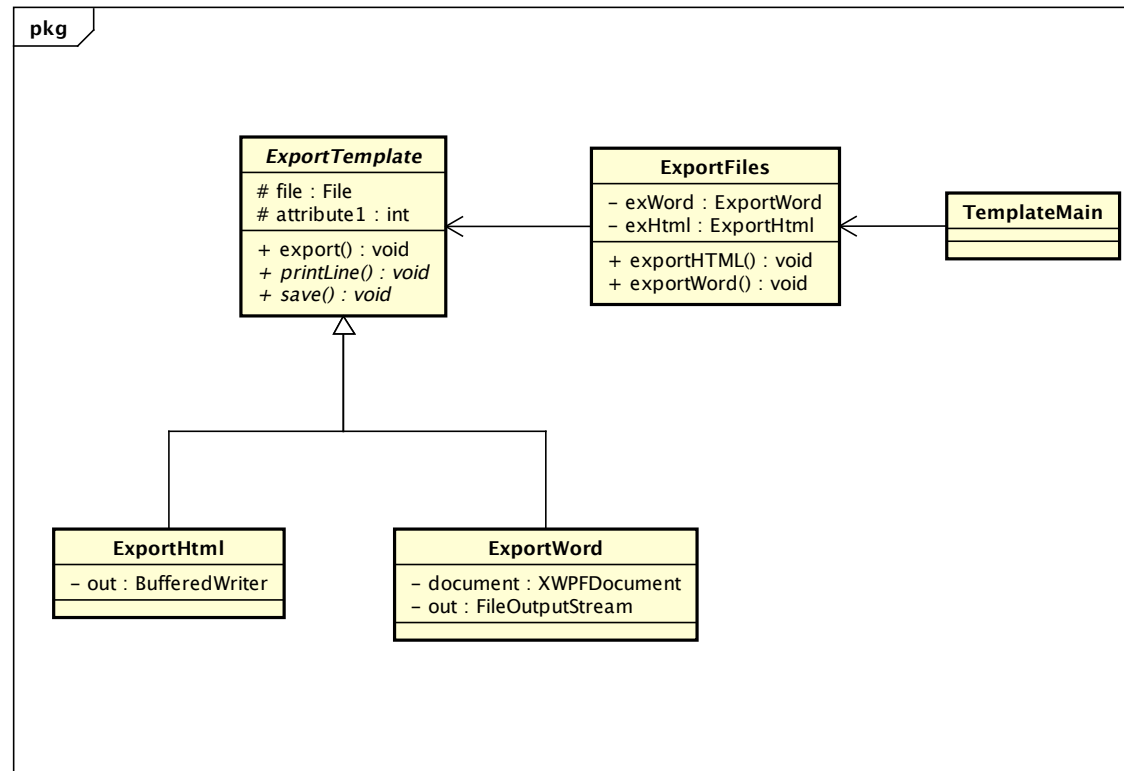 pkg
ExportTemplate
# file : File
# attribute1 : int
+ export() : void
+ printLine() : void
+ save() : void
ExportFiles
– exWord : ExportWord
– exHtml : ExportHtml
+ exportHTML() : void
+ exportWord() : void
TemplateMain
ExportHtml
– out : BufferedWriter
ExportWord
– document : XWPFDocument
– out : FileOutputStream